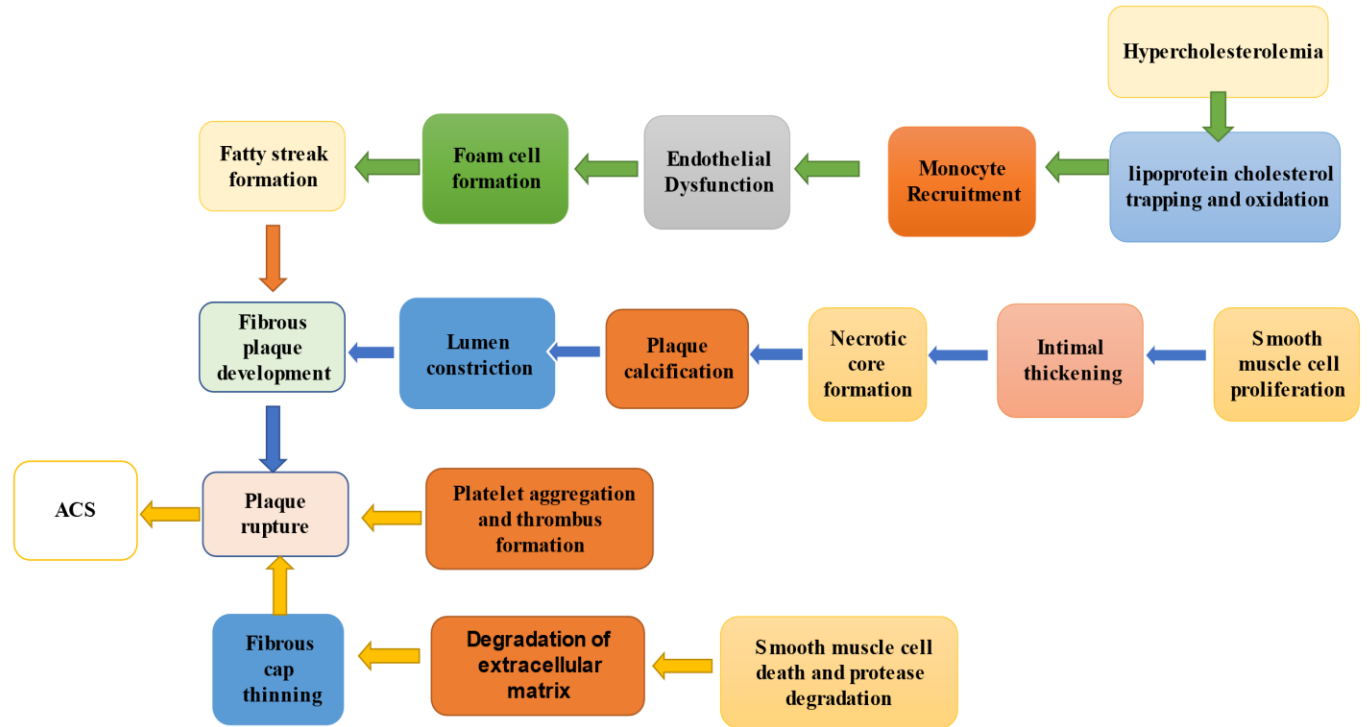 Hypercholesterolemia
Fatty streak
formation
Foam cell
formation
Endothelial
Dysfunction
Monocyte
Recruitment
lipoprotein cholesterol
trapping and oxidation
Fibrous
plaque
development
Lumen
constriction
Plaque
calcification
Necrotic
core
formation
Intimal
thickening
Smooth
muscle cell
proliferation
ACS
Plaque
rupture
Platelet aggregation
and thrombus
formation
Fibrous
cap
thinning
Degradation of
extracellular
matrix
Smooth muscle cell
death and protease
degradation